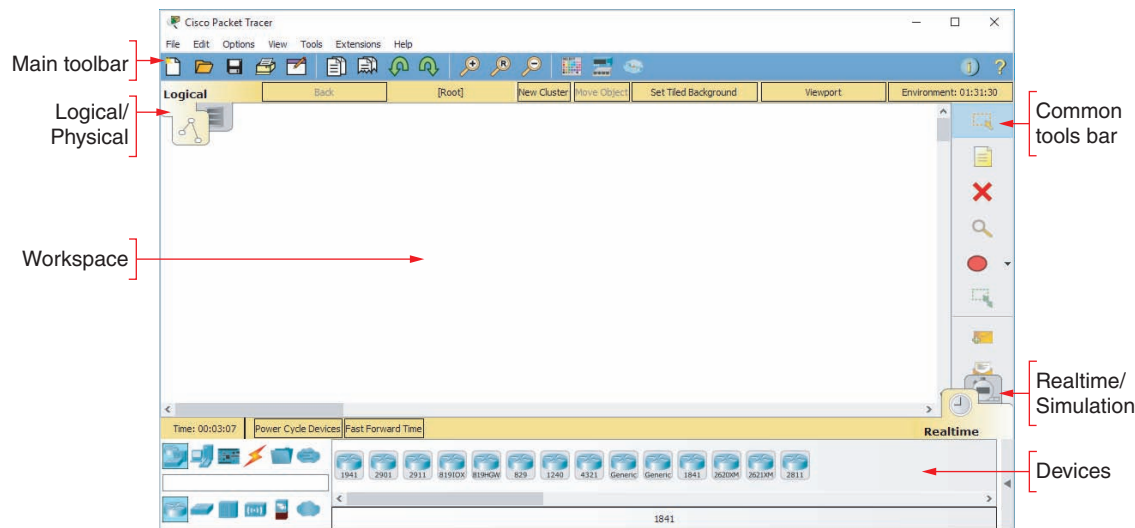 Cisco Packet Tracer
File Edit Options View Tools Extensions Help
Main toolbar
Logical Back [Root] New Cluster Move Object Set Tiled Background Viewport Environment: 01:31:30
Logical/
Physical
Common
tools bar
Workspace
Realtime/
Simulation
Time: 00:03:07 Power Cycle Devices Fast Forward Time Realtime
1941 2901 2911 819IOX 819HGW 829 1240 4321 Generic Generic 1841 2620XM 2621XM 2811
Devices
1841